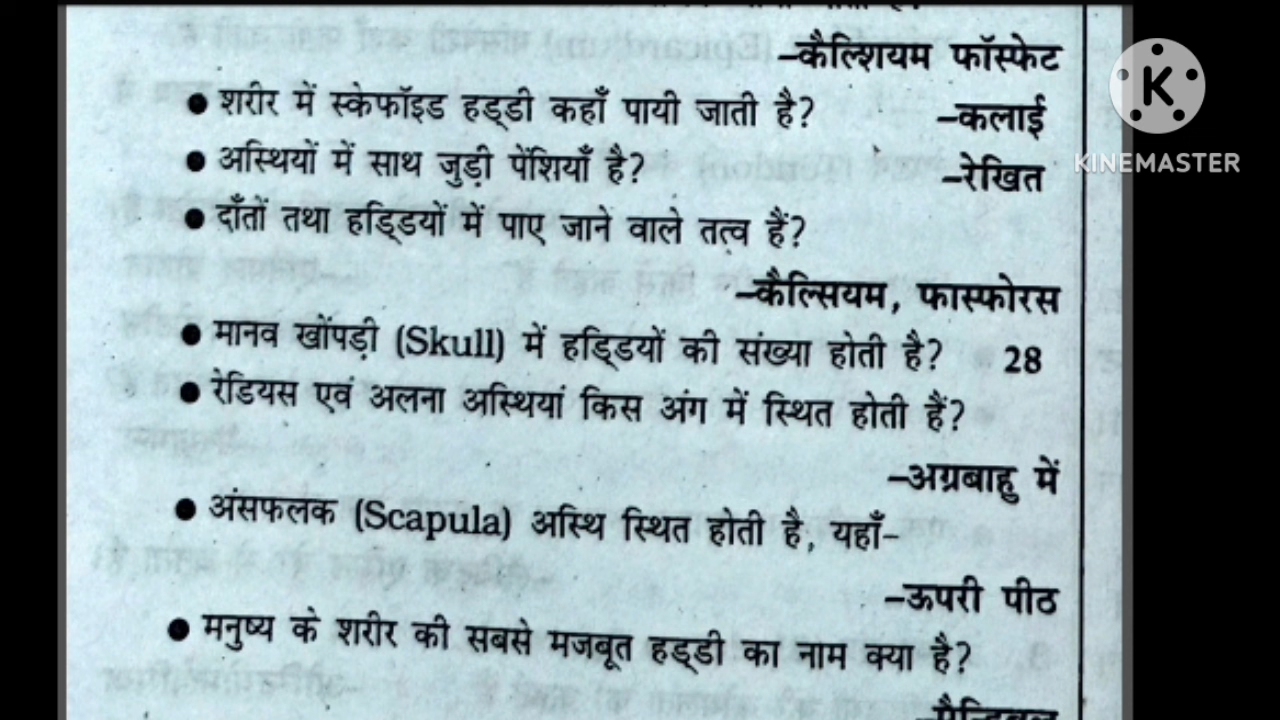 –कैल्शियम फॉस्फेट
● शरीर में स्केफॉइड हड्डी कहाँ पायी जाती है? –कलाई
● अस्थियों में साथ जुड़ी पेंशियाँ है? –रेखित
● दाँतों तथा हड्डियों में पाए जाने वाले तत्व हैं?
–कैल्सियम, फास्फोरस
● मानव खोंपड़ी (Skull) में हड्डियों की संख्या होती है? 28
● रेडियस एवं अलना अस्थियां किस अंग में स्थित होती हैं?
–अग्रबाहु में
● अंसफलक (Scapula) अस्थि स्थित होती है, यहाँ–
–ऊपरी पीठ
● मनुष्य के शरीर की सबसे मजबूत हड्डी का नाम क्या है?
K
KINEMASTER